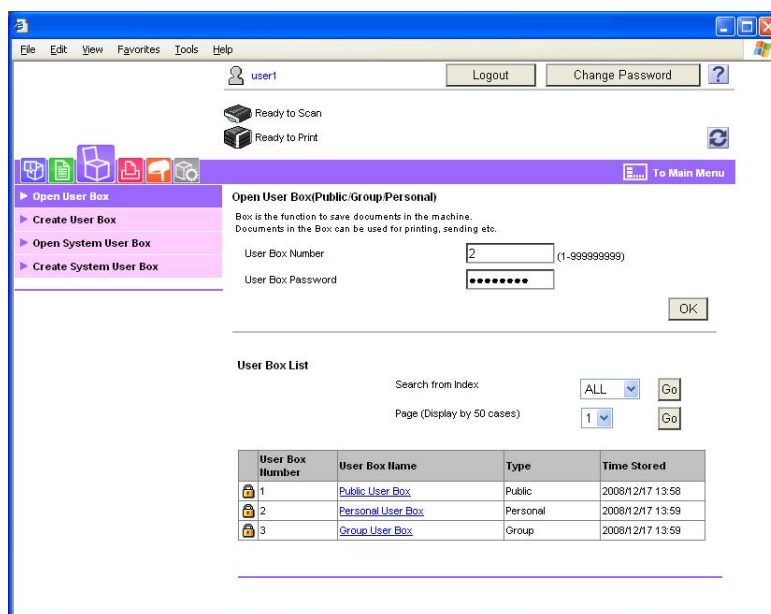 File Edit View Favorites Tools Help
user1 Logout Change Password ?
Ready to Scan
Ready to Print
To Main Menu
Open User Box
Create User Box
Open System User Box
Create System User Box
Open User Box(Public/Group/Personal)
Box is the function to save documents in the machine.
Documents in the Box can be used for printing, sending etc.
User Box Number 2 (1-999999999)
User Box Password ●●●●●●●●
OK
User Box List
Search from Index ALL Go
Page (Display by 50 cases) 1 Go
User Box Number User Box Name Type Time Stored
1 Public User Box Public 2008/12/17 13:58
2 Personal User Box Personal 2008/12/17 13:59
3 Group User Box Group 2008/12/17 13:59